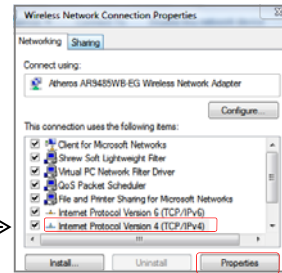 Wireless Network Connection Properties
Networking Sharing
Connect using:
Atheros AR9485WB-EG Wireless Network Adapter
Configure...
This connection uses the following items:
Client for Microsoft Networks
Shrew Soft Lightweight Filter
Virtual PC Network Filter Driver
QoS Packet Scheduler
File and Printer Sharing for Microsoft Networks
Internet Protocol Version 6 (TCP/IPv6)
Internet Protocol Version 4 (TCP/IPv4)
Install... Uninstall Properties